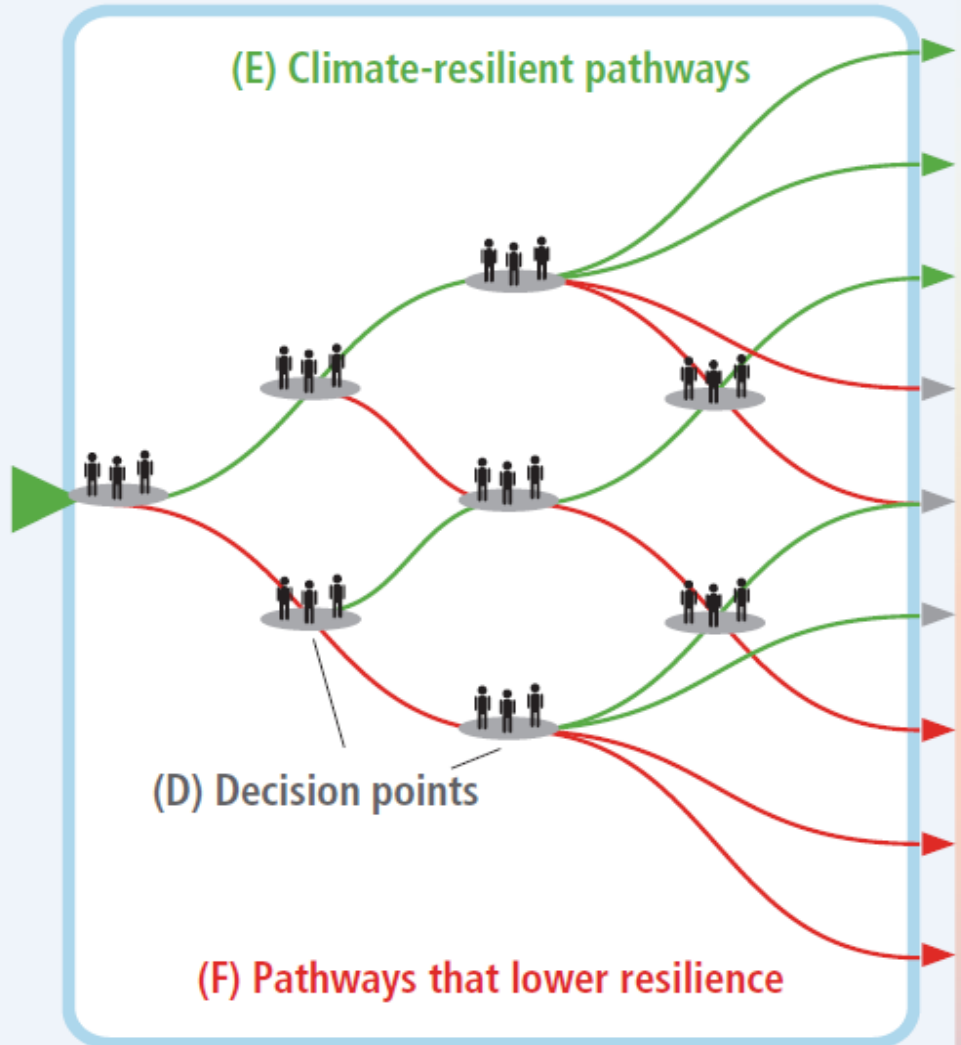 (E) Climate-resilient pathways
(D) Decision points
(F) Pathways that lower resilience